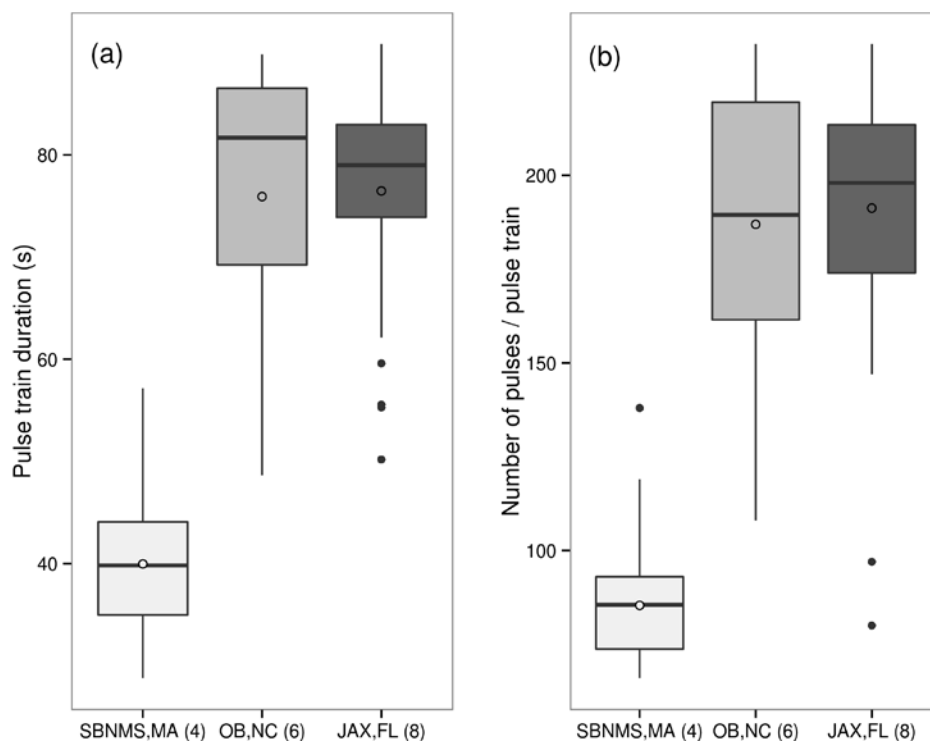 (a)
Pulse train duration (s)
80
60
40
SBNMS,MA (4) OB,NC (6) JAX,FL (8)
(b)
Number of pulses / pulse train
200
150
100
SBNMS,MA (4) OB,NC (6) JAX,FL (8)